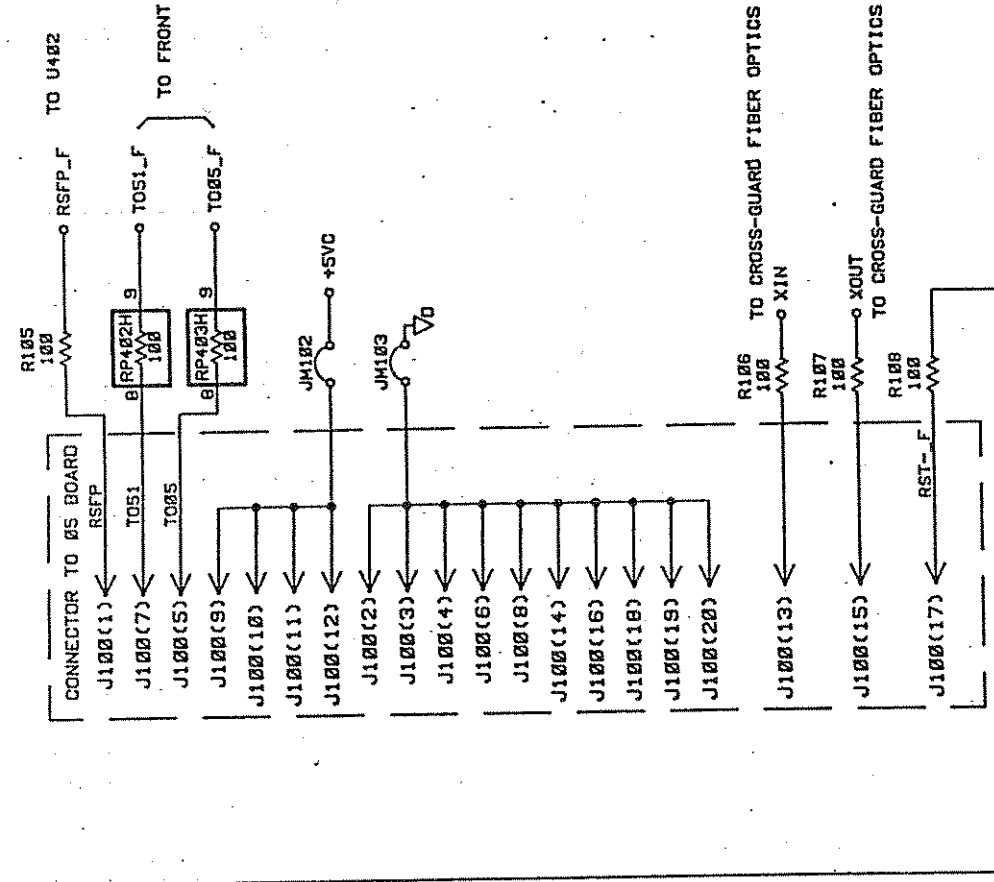 CONNECTOR TO 05 BOARD
J100(1)
RSFP
R105
100
RSFP_F
TO U402
J100(7)
TO51
8
RP402H
100
9
TO51_F
J100(5)
TO05
8
RP403H
100
9
TO05_F
TO FRONT
J100(9)
J100(10)
J100(11)
J100(12)
JM102
+5VC
J100(2)
J100(3)
JM103
D
J100(4)
J100(6)
J100(8)
J100(14)
J100(16)
J100(18)
J100(19)
J100(20)
J100(13)
R106
100
XIN
TO CROSS-GUARD FIBER OPTICS
J100(15)
R107
100
XOUT
TO CROSS-GUARD FIBER OPTICS
J100(17)
RST-_F
R108
100